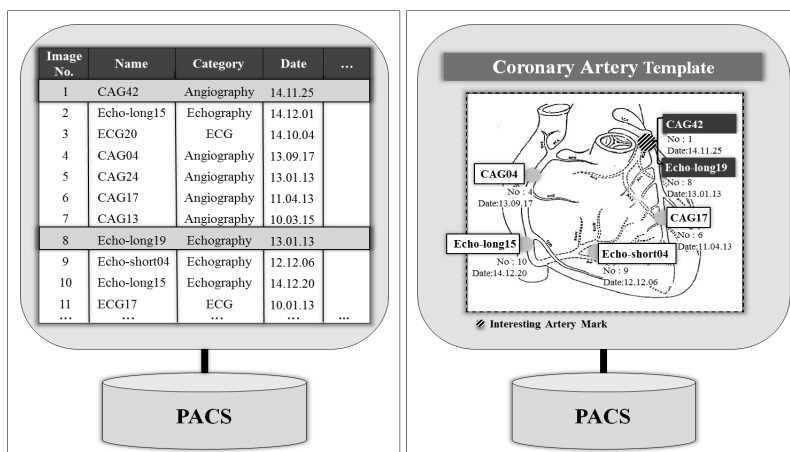 Image No. Name Category Date ...
1 CAG42 Angiography 14.11.25
2 Echo-long15 Echography 14.12.01
3 ECG20 ECG 14.10.04
4 CAG04 Angiography 13.09.17
5 CAG24 Angiography 13.01.13
6 CAG17 Angiography 11.04.13
7 CAG13 Angiography 10.03.15
8 Echo-long19 Echography 13.01.13
9 Echo-short04 Echography 12.12.06
10 Echo-long15 Echography 14.12.20
11 ECG17 ECG 10.01.13
... ... ... ... ...
PACS
Coronary Artery Template
CAG42
No : 1
Date:14.11.25
Echo-long19
No : 8
Date:13.01.13
CAG04
No : 4
Date:13.09.17
CAG17
No : 6
Date:11.04.13
Echo-long15
No : 10
Date:14.12.20
Echo-short04
No : 9
Date:12.12.06
Interesting Artery Mark
PACS